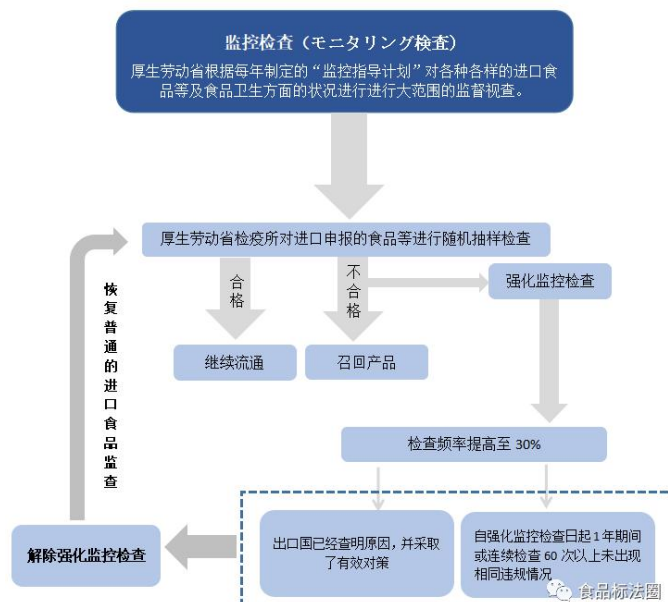 监控检查（モニタリング検査）
厚生劳动省根据每年制定的“监控指导计划”对各种各样的进口食
品等及食品卫生方面的状况进行进行大范围的监督视查。
厚生劳动省检疫所对进口申报的食品等进行随机抽样检查
合格
不合格
强化监控检查
继续流通
召回产品
恢复普通的进口食品监查
检查频率提高至 30%
出口国已经查明原因，并采取
了有效对策
自强化监控检查日起 1 年期间
或连续检查 60 次以上未出现
相同违规情况
解除强化监控检查
食品标法圈